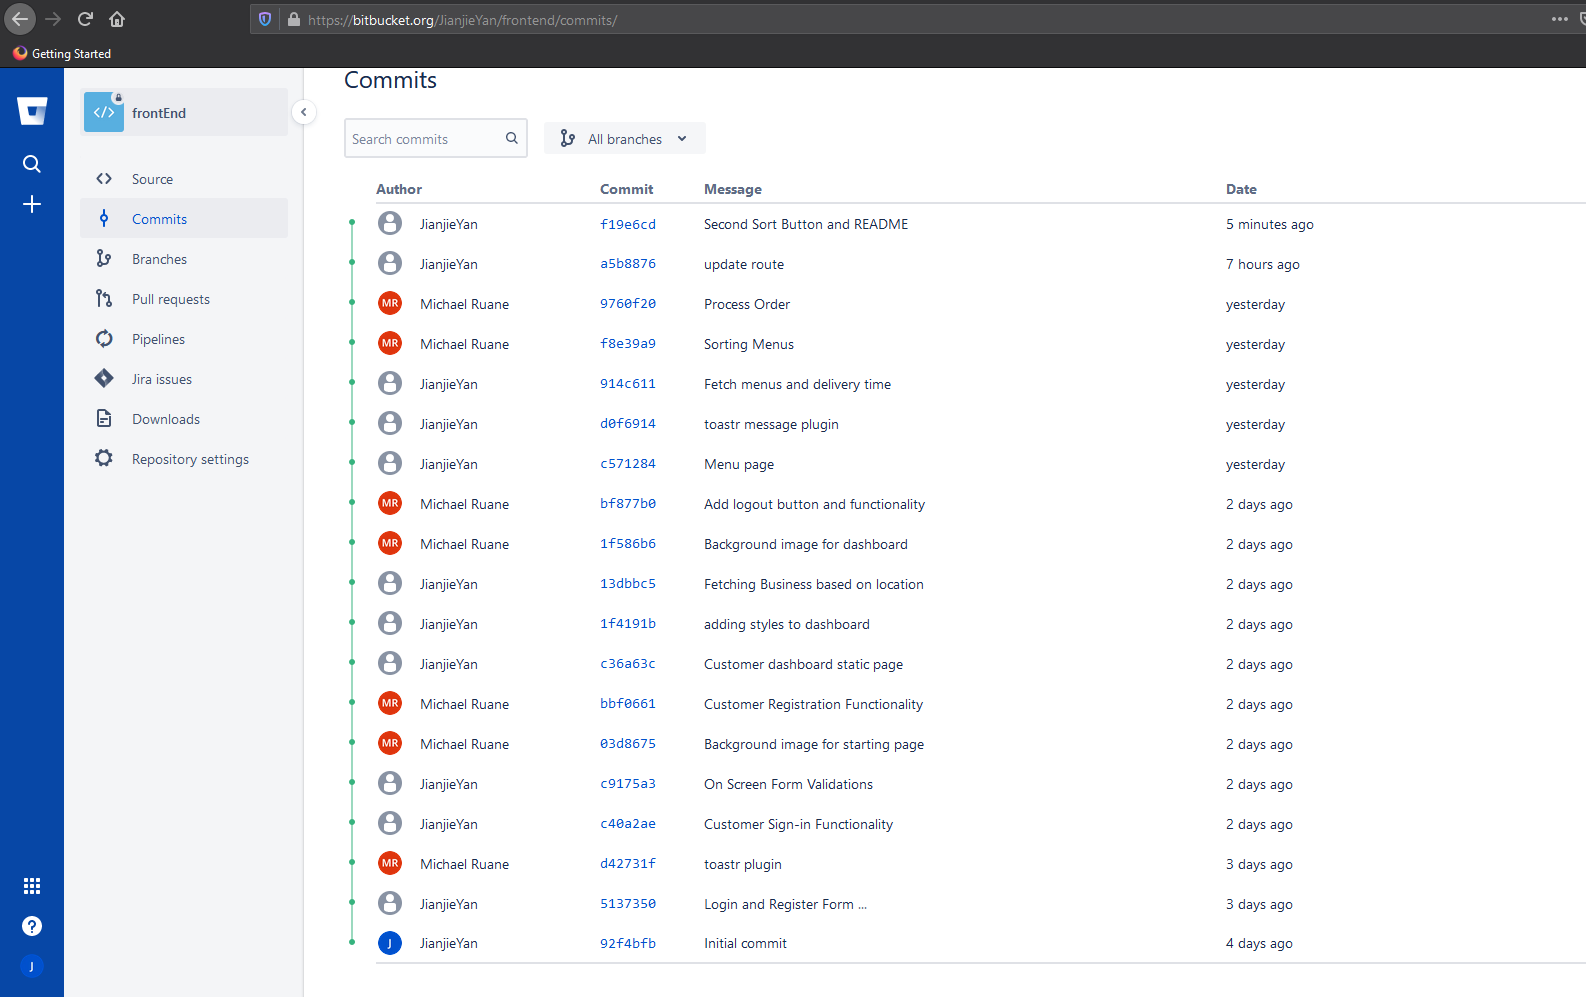 https://bitbucket.org/JianjieYan/frontend/commits/
Getting Started
frontEnd
Source
Commits
Branches
Pull requests
Pipelines
Jira issues
Downloads
Repository settings
J
Commits
Search commits
All branches
Author Commit Message Date
JianjieYan f19e6cd Second Sort Button and README 5 minutes ago
JianjieYan a5b8876 update route 7 hours ago
MR Michael Ruane 9760f20 Process Order yesterday
MR Michael Ruane f8e39a9 Sorting Menus yesterday
JianjieYan 914c611 Fetch menus and delivery time yesterday
JianjieYan d0f6914 toastr message plugin yesterday
JianjieYan c571284 Menu page yesterday
MR Michael Ruane bf877b0 Add logout button and functionality 2 days ago
MR Michael Ruane 1f586b6 Background image for dashboard 2 days ago
JianjieYan 13dbbc5 Fetching Business based on location 2 days ago
JianjieYan 1f4191b adding styles to dashboard 2 days ago
JianjieYan c36a63c Customer dashboard static page 2 days ago
MR Michael Ruane bbf0661 Customer Registration Functionality 2 days ago
MR Michael Ruane 03d8675 Background image for starting page 2 days ago
JianjieYan c9175a3 On Screen Form Validations 2 days ago
JianjieYan c40a2ae Customer Sign-in Functionality 2 days ago
MR Michael Ruane d42731f toastr plugin 3 days ago
JianjieYan 5137350 Login and Register Form ... 3 days ago
J JianjieYan 92f4bfb Initial commit 4 days ago